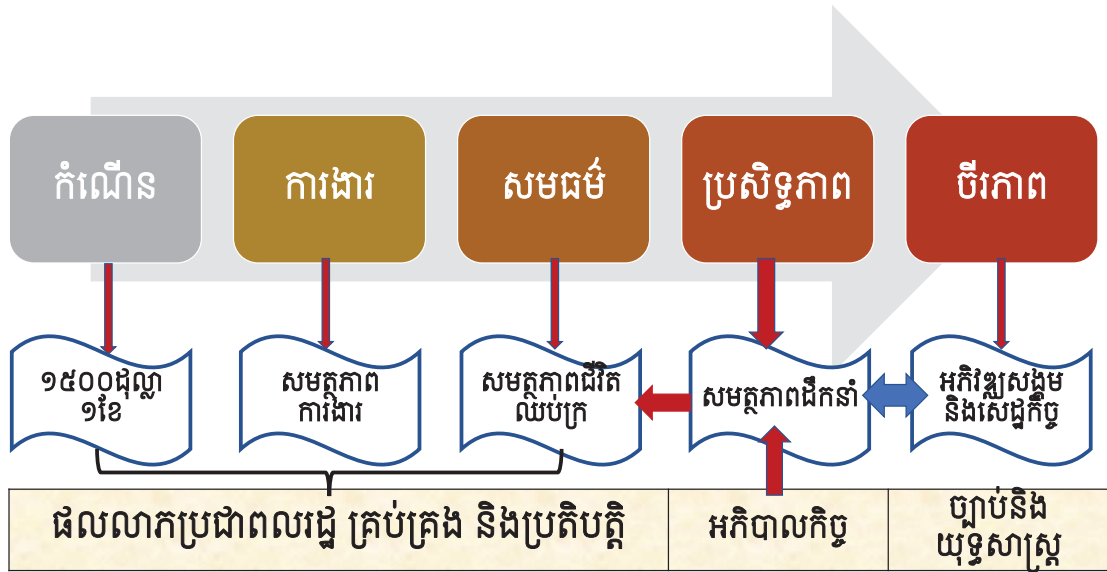 កំណើន
ការងារ
សមធម៌
ប្រសិទ្ធភាព
ចីរភាព
១៥០០ដុល្លា
១ខែ
សមត្ថភាព
ការងារ
សមត្ថភាពជីវិត
ឈប់ក្រ
សមត្ថភាពដឹកនាំ
អភិវឌ្ឍសង្គម
និងសេដ្ឋកិច្ច
ផលលាភប្រជាពលរដ្ឋ គ្រប់គ្រង និងប្រតិបត្តិ
អភិបាលកិច្ច
ច្បាប់និង
យុទ្ធសាស្ត្រ